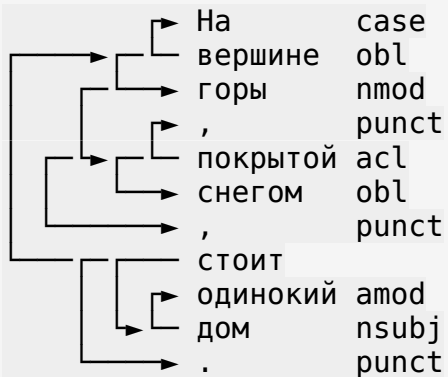 На case
вершине obl
горы nmod
, punct
покрытой acl
снегом obl
, punct
стоит
одинокий amod
дом nsubj
. punct